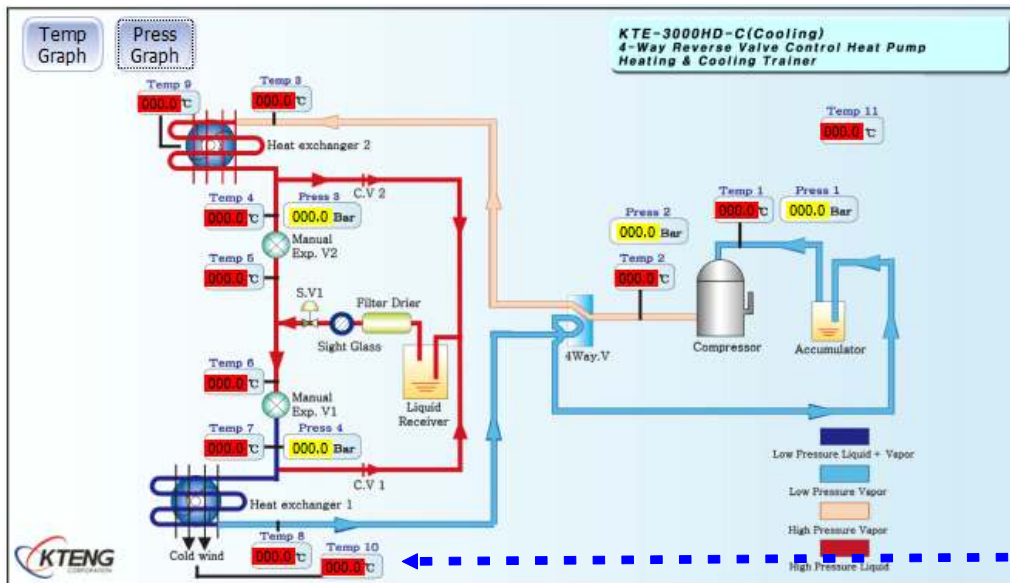 Temp
Graph
Press
Graph
KTE-3000HD-C(Cooling)
4-Way Reverse Valve Control Heat Pump
Heating & Cooling Trainer
Temp 9
000.0 ℃
Temp 3
000.0 ℃
Temp 11
000.0 ℃
Heat exchanger 2
C.V 2
Temp 4
000.0 ℃
Press 3
000.0 Bar
Press 2
000.0 Bar
Temp 1
000.0 ℃
Press 1
000.0 Bar
Manual
Exp. V2
Temp 5
000.0 ℃
Temp 2
000.0 ℃
S.V1
Filter Drier
Sight Glass
4Way.V
Compressor
Accumulator
Temp 6
000.0 ℃
Manual
Exp. V1
Liquid
Receiver
Temp 7
000.0 ℃
Press 4
000.0 Bar
C.V 1
Low Pressure Liquid + Vapor
Low Pressure Vapor
High Pressure Vapor
High Pressure Liquid
Heat exchanger 1
Cold wind
Temp 8
000.0 ℃
Temp 10
000.0 ℃
KTENG
CORPORATION